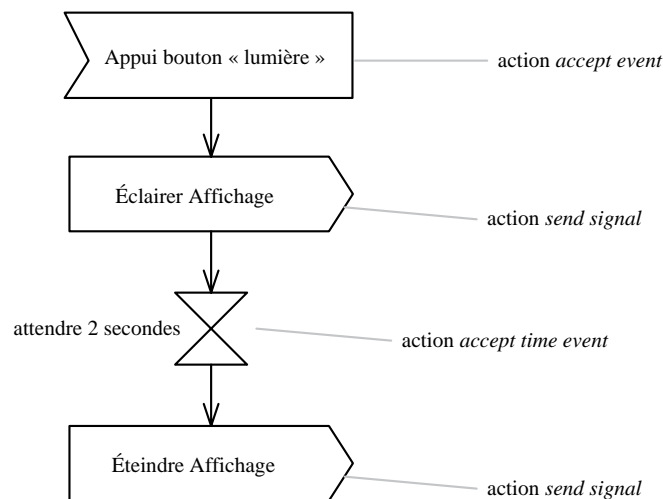 Appui bouton « lumière »
action accept event
Éclairer Affichage
action send signal
attendre 2 secondes
action accept time event
Éteindre Affichage
action send signal